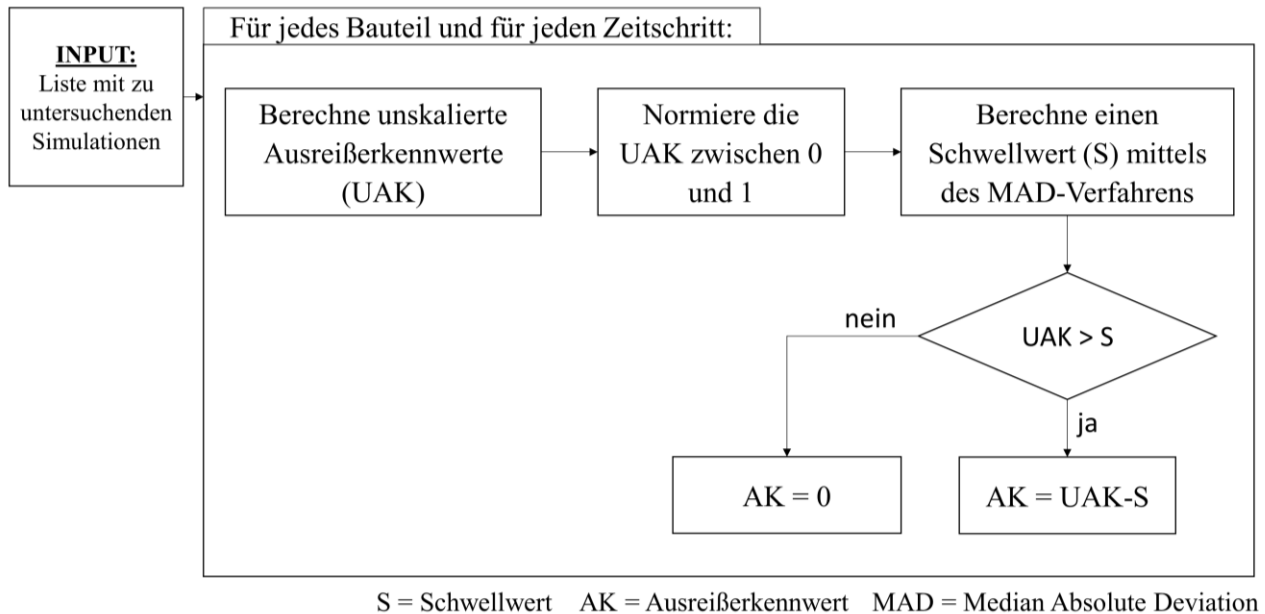 INPUT:
Liste mit zu
untersuchenden
Simulationen
Für jedes Bauteil und für jeden Zeitschritt:
Berechne unskalierte
Ausreißerkennwerte
(UAK)
Normiere die
UAK zwischen 0
und 1
Berechne einen
Schwellwert (S) mittels
des MAD-Verfahrens
UAK > S
nein
ja
AK = 0
AK = UAK-S
S = Schwellwert AK = Ausreißerkennwert MAD = Median Absolute Deviation